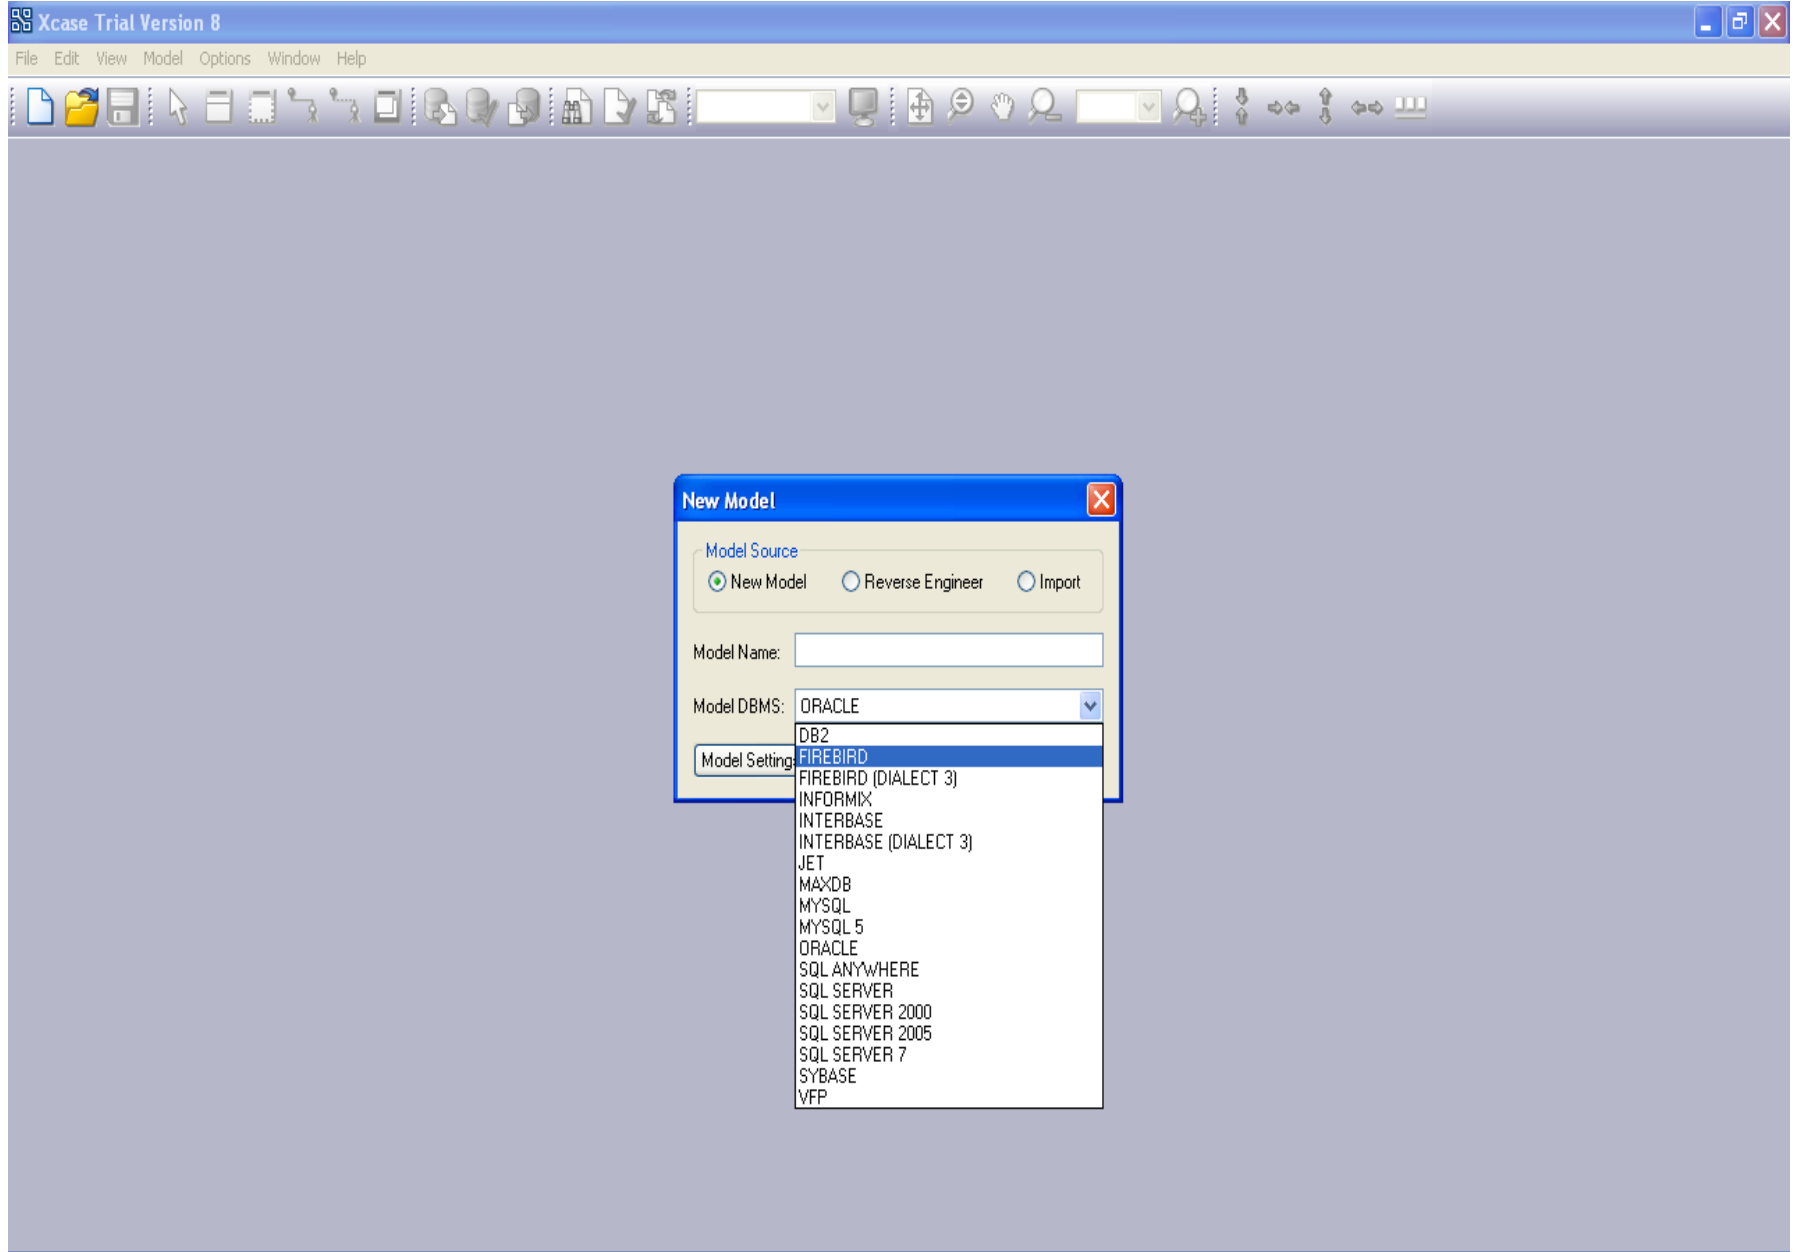 Xcase Trial Version 8
File Edit View Model Options Window Help
New Model
Model Source
New Model Reverse Engineer Import
Model Name:
Model DBMS: ORACLE
DB2
Model Settings FIREBIRD
FIREBIRD (DIALECT 3)
INFORMIX
INTERBASE
INTERBASE (DIALECT 3)
JET
MAXDB
MYSQL
MYSQL 5
ORACLE
SQL ANYWHERE
SQL SERVER
SQL SERVER 2000
SQL SERVER 2005
SQL SERVER 7
SYBASE
VFP